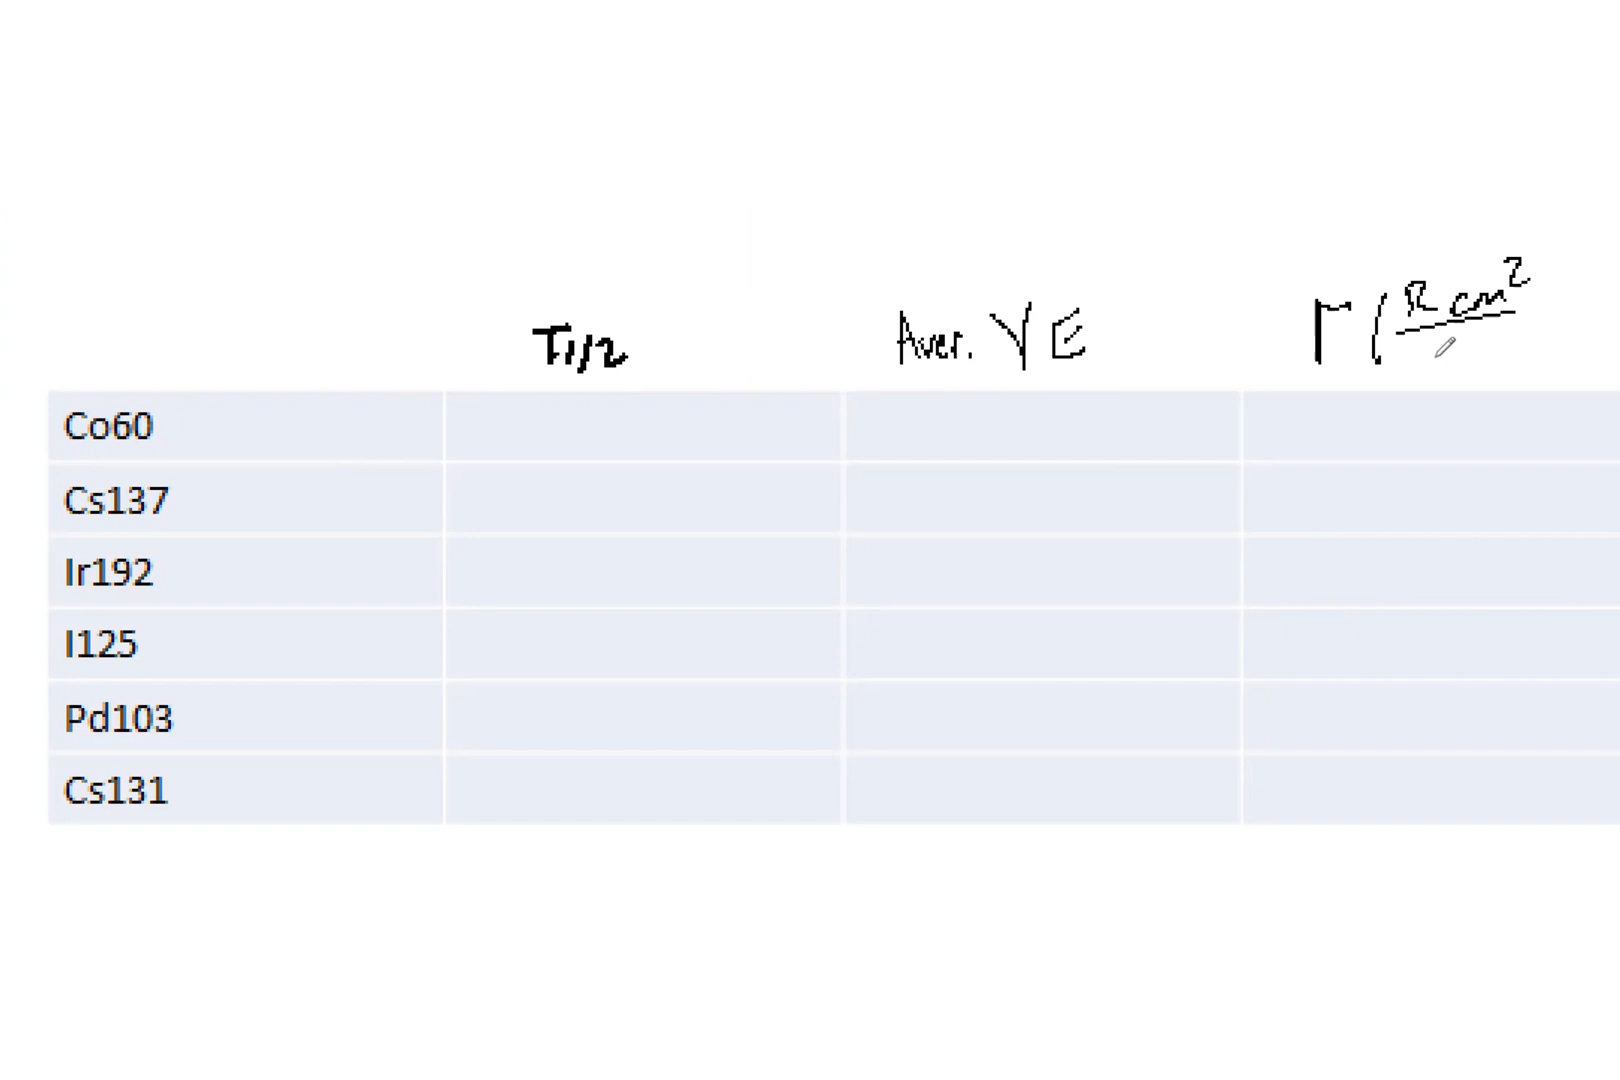 T1/2 Aver. γ E Γ ( R cm²
Co60
Cs137
Ir192
I125
Pd103
Cs131